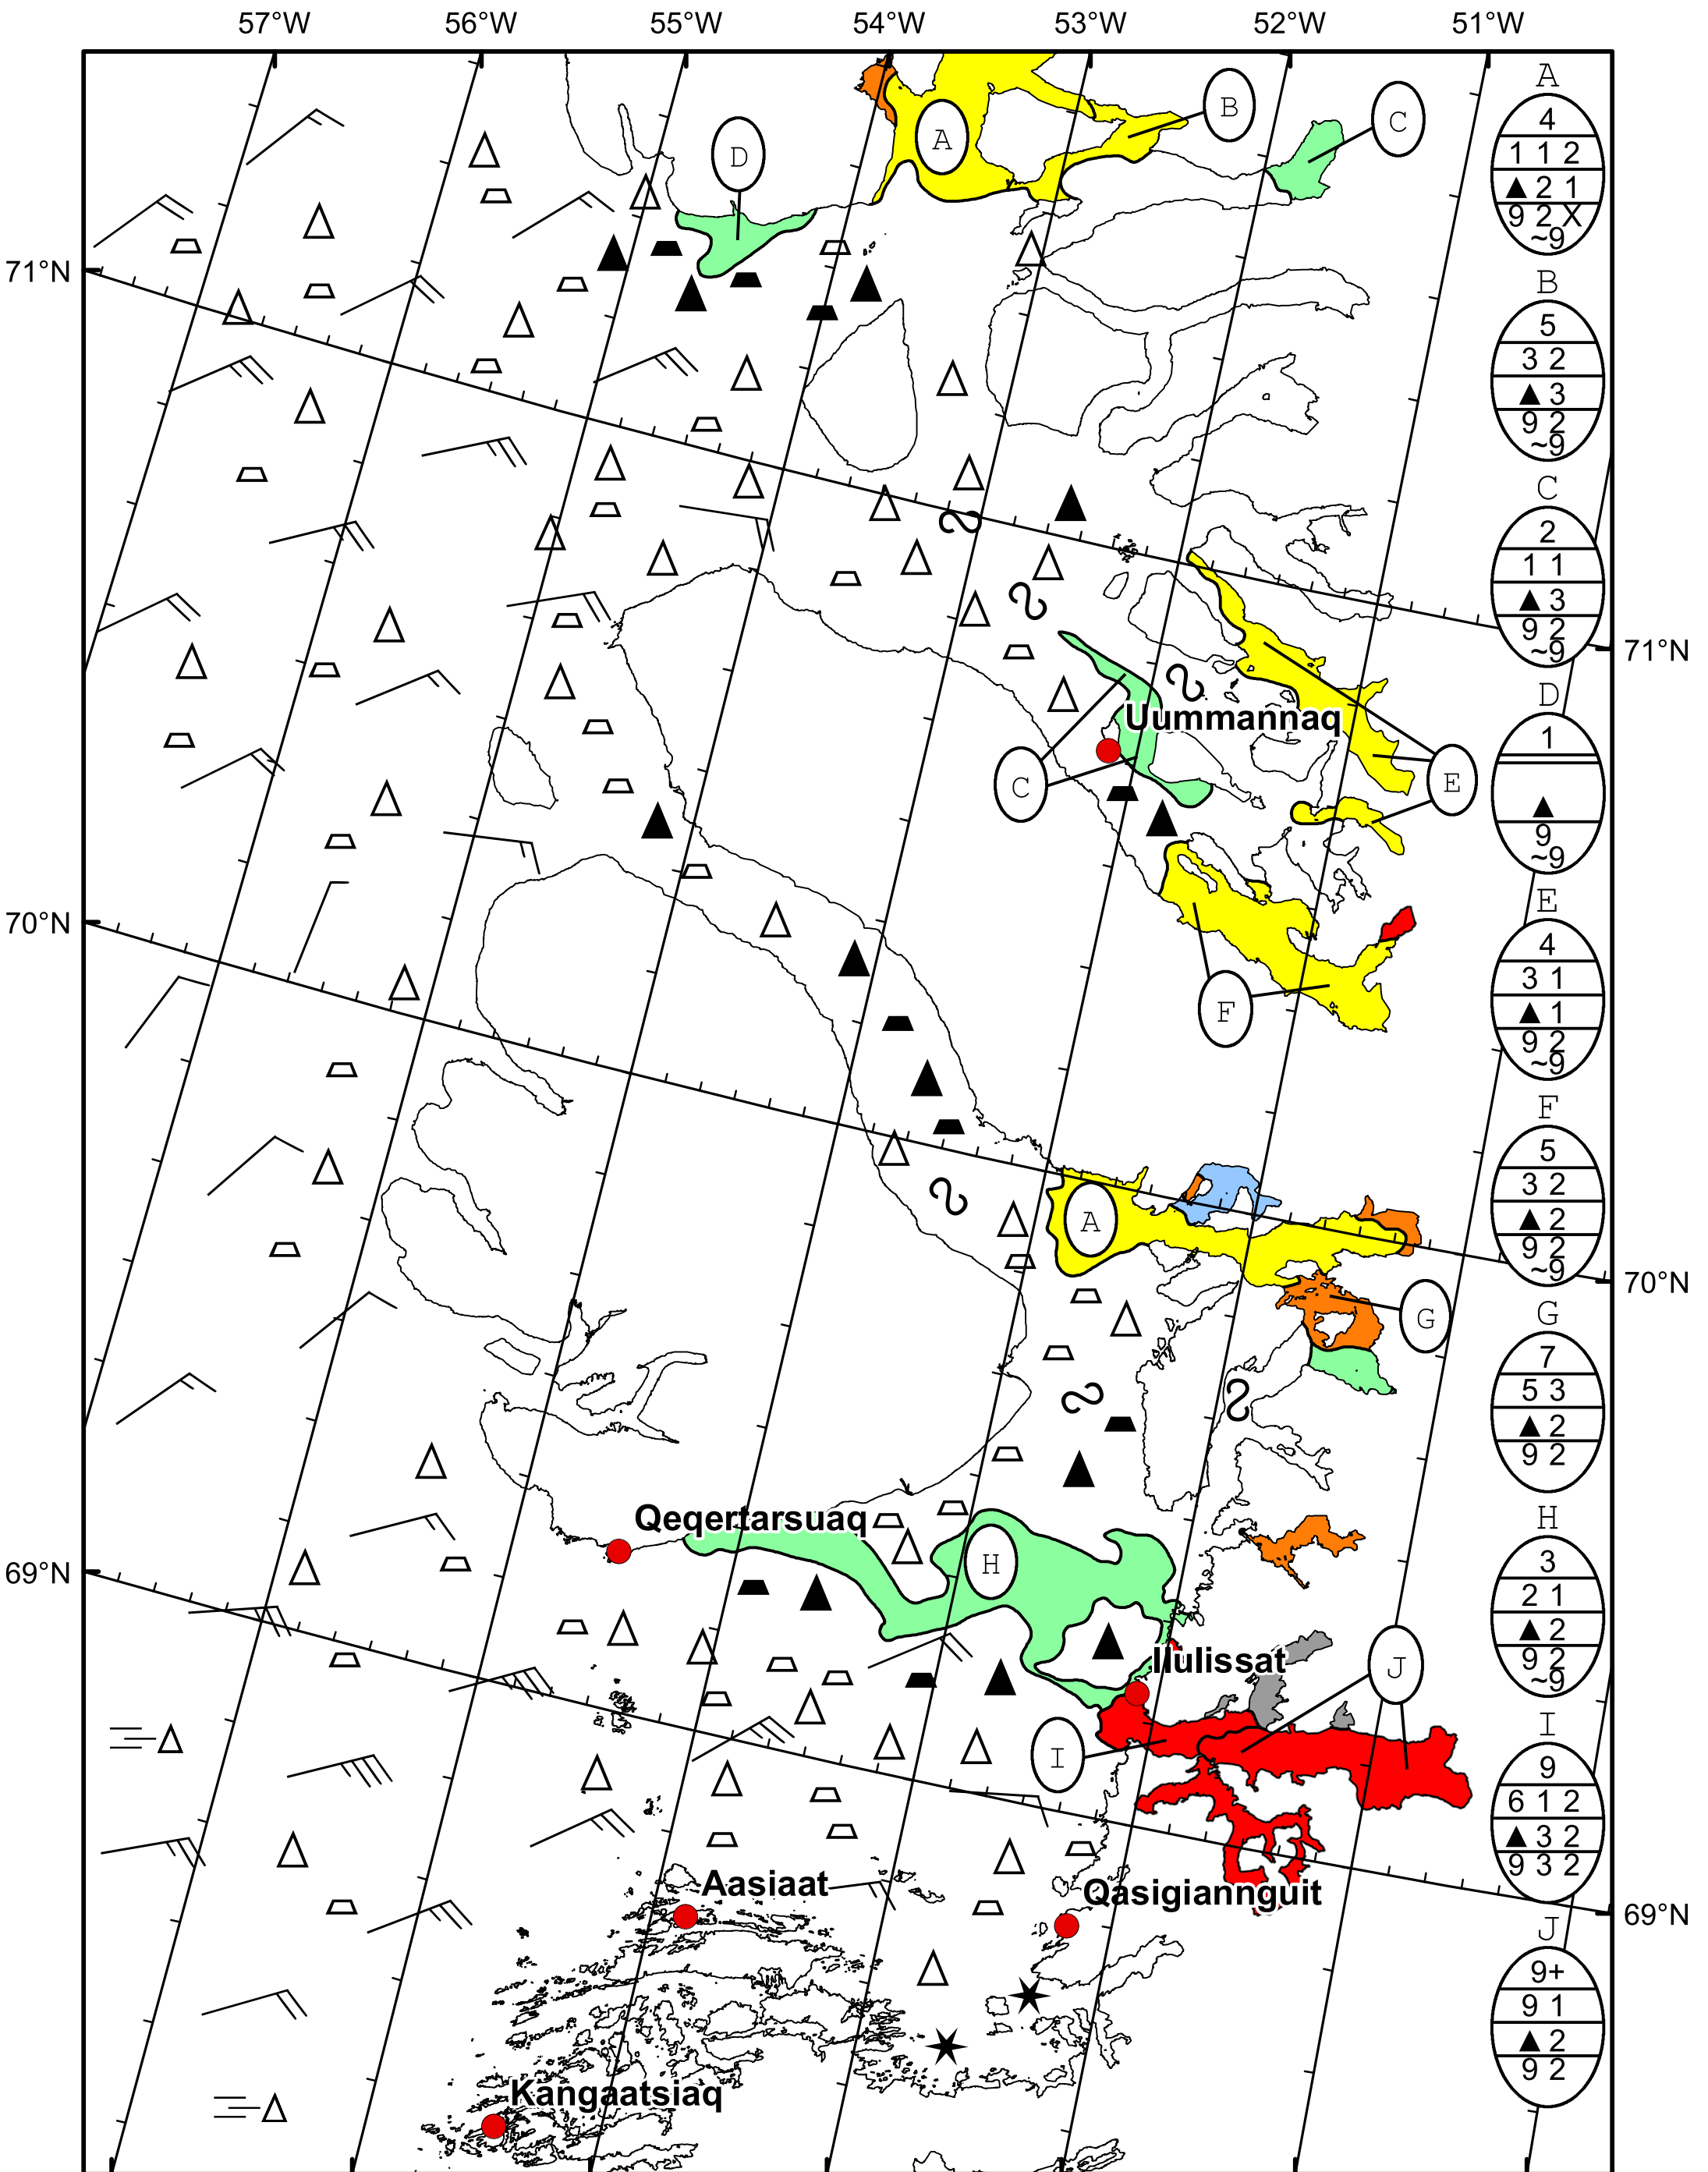 57°W 56°W 55°W 54°W 53°W 52°W 51°W
A
4
1 1 2
▲ 2 1
9 2 X
~9
B
5
3 2
▲ 3
9 2
~9
C
2
1 1
▲ 3
9 2
~9
D
1
▲
9
~9
E
4
3 1
▲ 1
9 2
~9
F
5
3 2
▲ 2
9 2
~9
G
7
5 3
▲ 2
9 2
H
3
2 1
▲ 2
9 2
~9
I
9
6 1 2
▲ 3 2
9 3 2
J
9+
9 1
▲ 2
9 2
A
B
C
D
71°N
71°N
Uummannaq
C
E
70°N
F
A
70°N
G
Qeqertarsuaq
H
69°N
Ilulissat
J
I
Aasiaat
Qasigiannguit
69°N
Kangaatsiaq